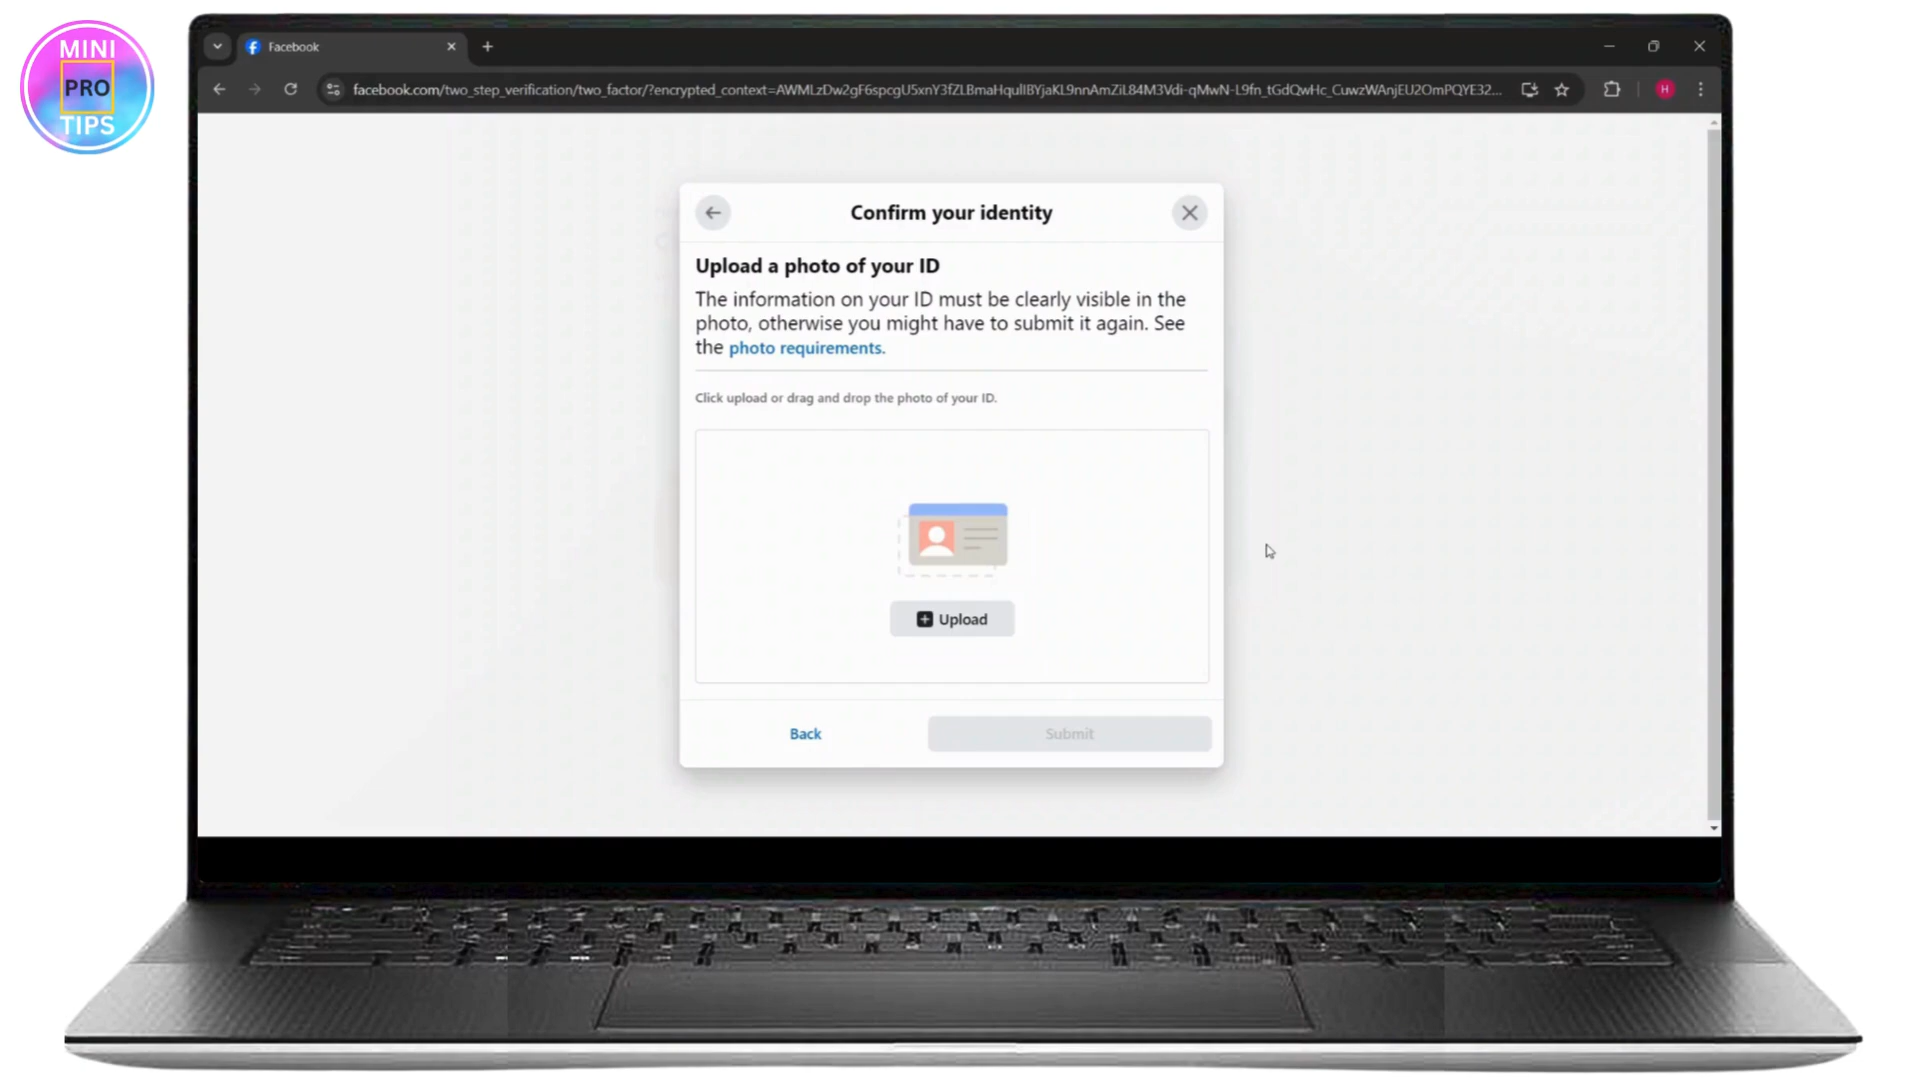 MINI
PRO
TIPS
Facebook
facebook.com/two_step_verification/two_factor/?encrypted_context=AWMLzDw2gF6spcgU5xnY3fZLBmaHqulIBYjaKL9nnAmZiL84M3Vdi-qMwN-L9fn_tGdQwHc_CuwzWAnjEU2OmPQYE32...
H
Confirm your identity
Upload a photo of your ID
The information on your ID must be clearly visible in the
photo, otherwise you might have to submit it again. See
the photo requirements.
Click upload or drag and drop the photo of your ID.
Upload
Back
Submit